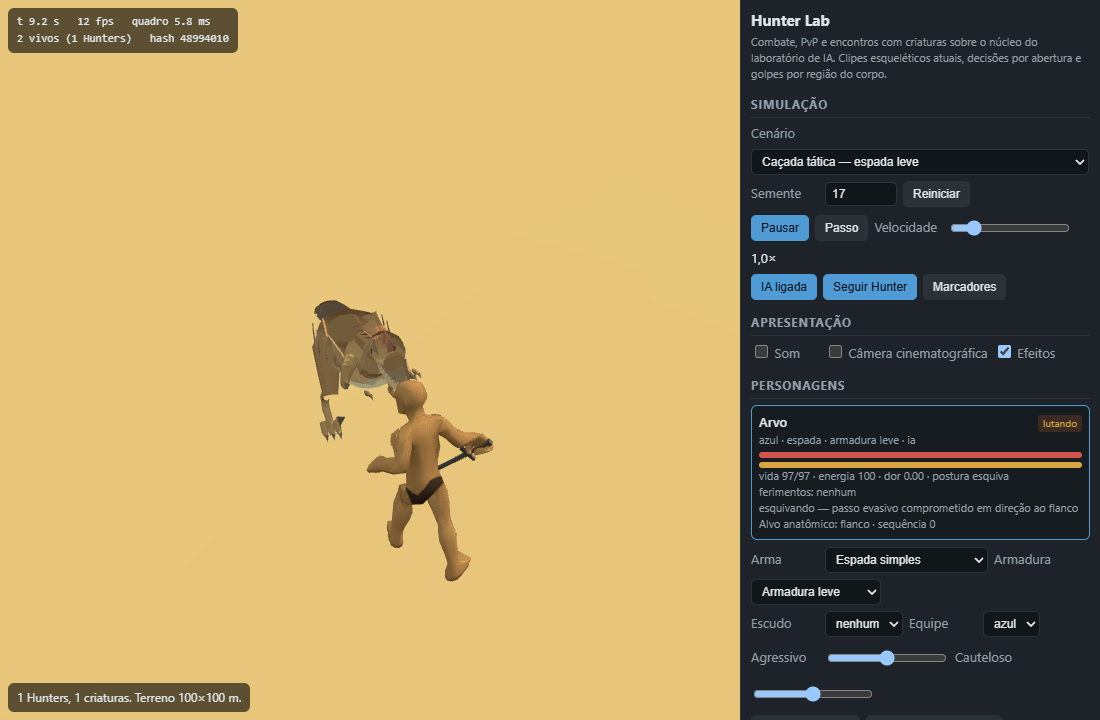 t 9.2 s 12 fps quadro 5.8 ms
2 vivos (1 Hunters) hash 48994010
Hunter Lab
Combate, PvP e encontros com criaturas sobre o núcleo do
laboratório de IA. Clipes esqueléticos atuais, decisões por abertura e
golpes por região do corpo.
SIMULAÇÃO
Cenário
Caçada tática — espada leve
Semente 17 Reiniciar
Pausar Passo Velocidade
1,0×
IA ligada Seguir Hunter Marcadores
APRESENTAÇÃO
Som Câmera cinematográfica Efeitos
PERSONAGENS
Arvo lutando
azul · espada · armadura leve · ia
vida 97/97 · energia 100 · dor 0.00 · postura esquiva
ferimentos: nenhum
esquivando — passo evasivo comprometido em direção ao flanco
Alvo anatômico: flanco · sequência 0
Arma Espada simples Armadura
Armadura leve
Escudo nenhum Equipe azul
Agressivo Cauteloso
1 Hunters, 1 criaturas. Terreno 100×100 m.